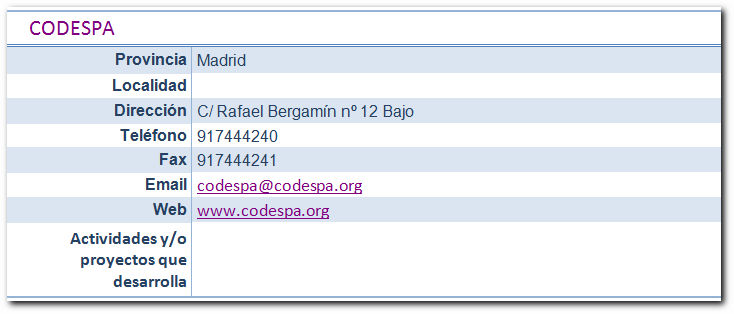 CODESPA
Provincia Madrid
Localidad
Dirección C/ Rafael Bergamín nº 12 Bajo
Teléfono 917444240
Fax 917444241
Email codespa@codespa.org
Web www.codespa.org
Actividades y/o
proyectos que
desarrolla